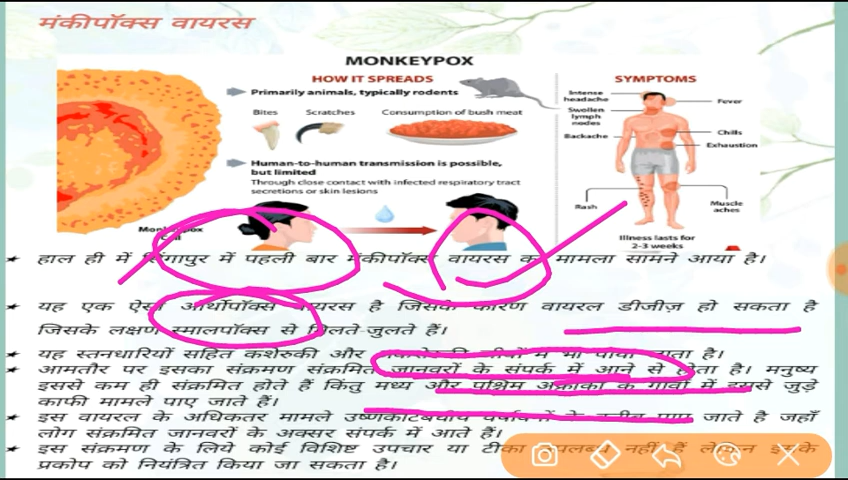 मंकीपॉक्स वायरस
MONKEYPOX
HOW IT SPREADS
Primarily animals, typically rodents
Bites Scratches Consumption of bush meat
Human-to-human transmission is possible,
but limited
Through close contact with infected respiratory tract
secretions or skin lesions
Monkeypox
SYMPTOMS
Intense
headache
Fever
Swollen
lymph
nodes
Chills
Backache
Exhaustion
Rash
Muscle
aches
Illness lasts for
2-3 weeks
हाल ही में सिंगापुर में पहली बार मंकीपॉक्स वायरस का मामला सामने आया है।
यह एक ऐसा आर्थोपॉक्स वायरस है जिसके कारण वायरल डीजीज़ हो सकता है
जिसके लक्षण स्मालपॉक्स से मिलते-जुलते हैं।
यह स्तनधारियों सहित कशेरुकी और में भी पाया जाता है।
आमतौर पर इसका संक्रमण संक्रमित जानवरों के संपर्क में आने से होता है। मनुष्य
इससे कम ही संक्रमित होते हैं किंतु मध्य और पश्चिम अफ्रीका के गांवों में इससे जुड़े
काफी मामले पाए जाते हैं।
इस वायरल के अधिकतर मामले के करीब पाए जाते है जहाँ
लोग संक्रमित जानवरों के अक्सर संपर्क में आते हैं।
इस संक्रमण के लिये कोई विशिष्ट उपचार या टीका उपलब्ध नहीं हैं लेकिन इसके
प्रकोप को नियंत्रित किया जा सकता है।